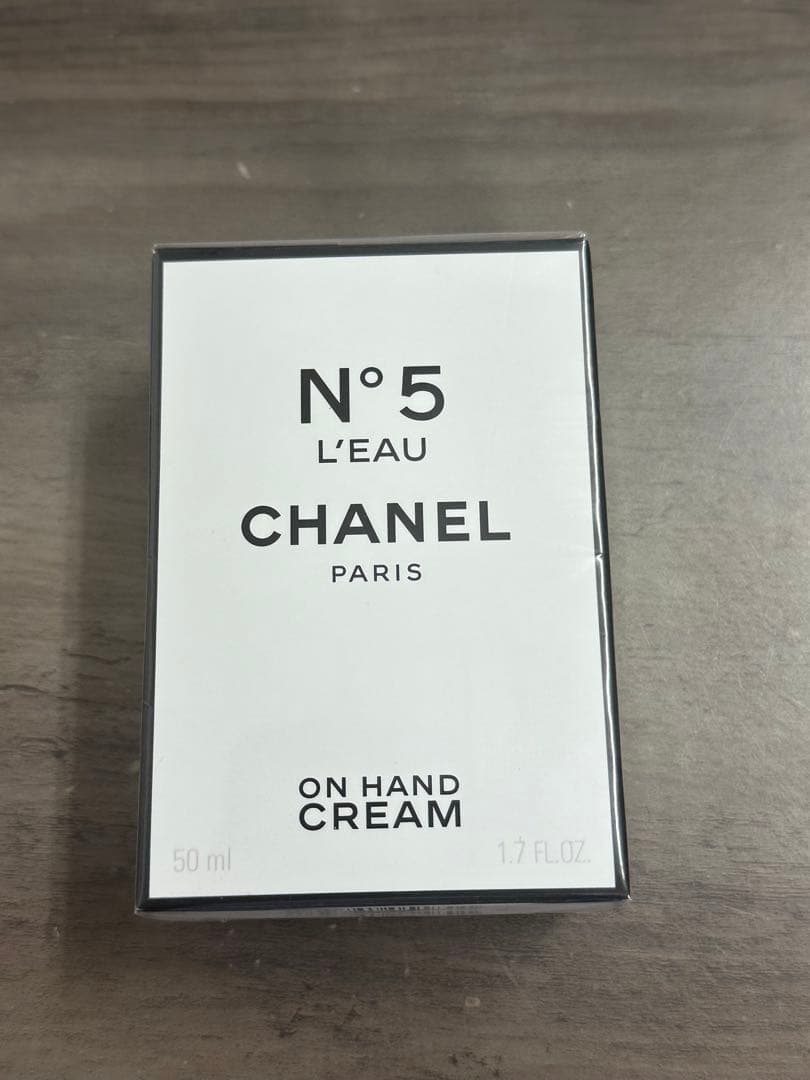 N°5
L'EAU
CHANEL
PARIS
ON HAND
CREAM
50 ml
1.7 FL.OZ.